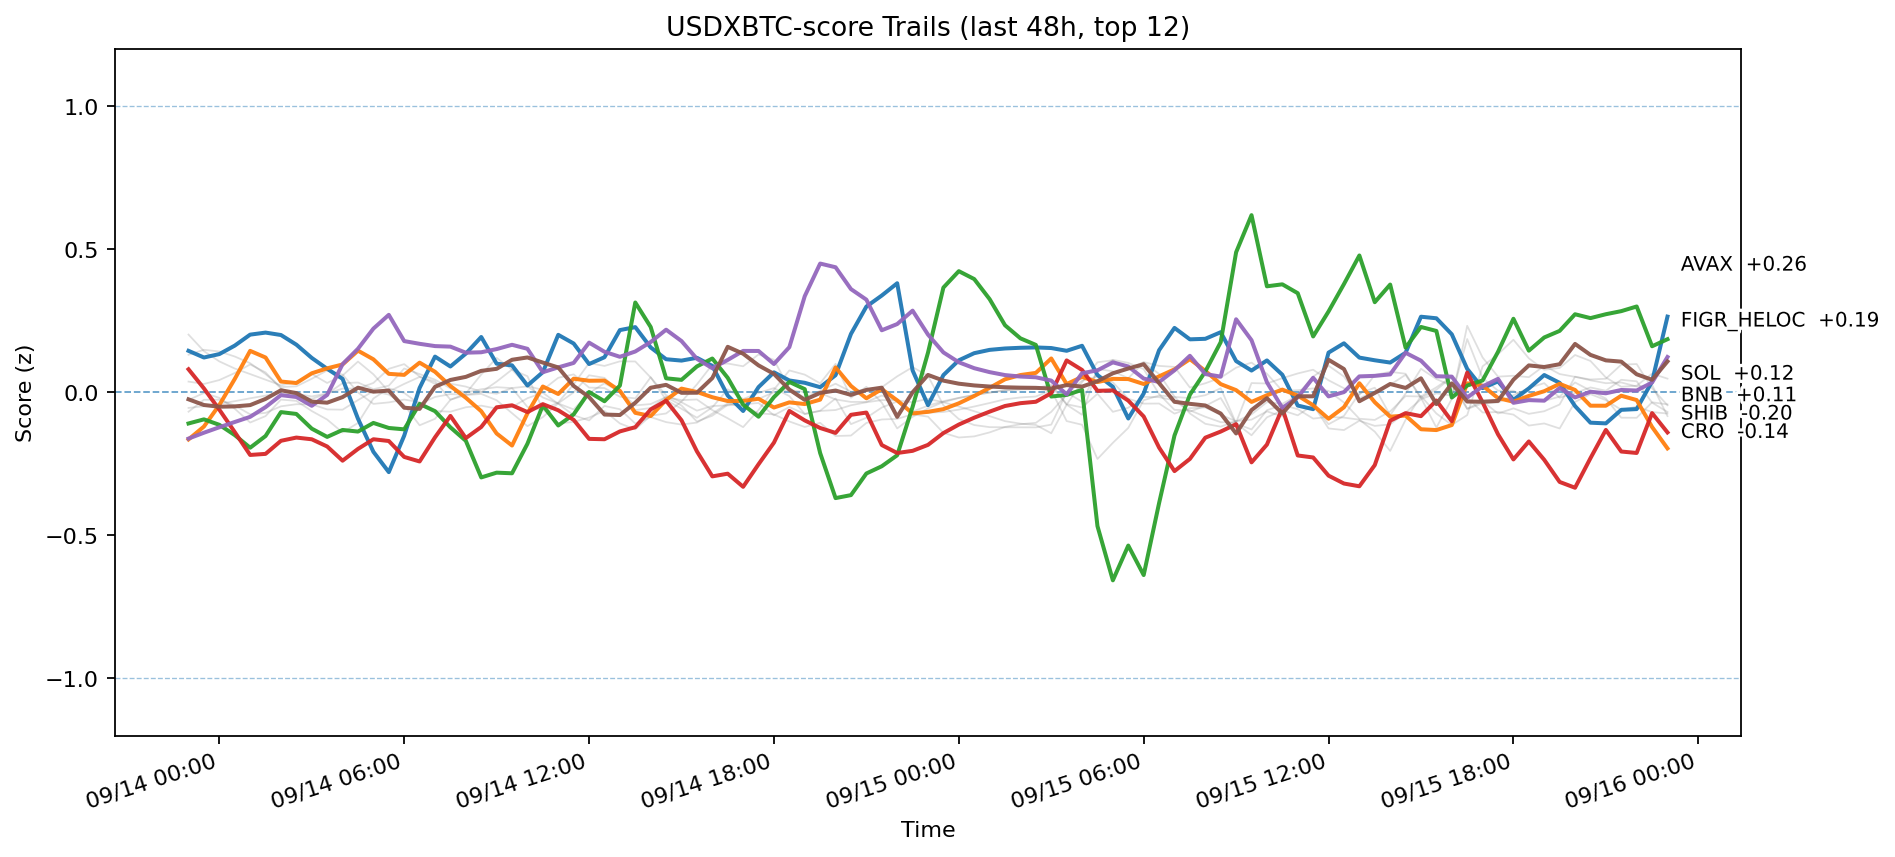 USDXBTC-score Trails (last 48h, top 12)
Score (z)
1.0
0.5
0.0
−0.5
−1.0
AVAX +0.26
FIGR_HELOC +0.19
SOL +0.12
BNB +0.11
SHIB -0.20
CRO -0.14
09/14 00:00
09/14 06:00
09/14 12:00
09/14 18:00
09/15 00:00
09/15 06:00
09/15 12:00
09/15 18:00
09/16 00:00
Time